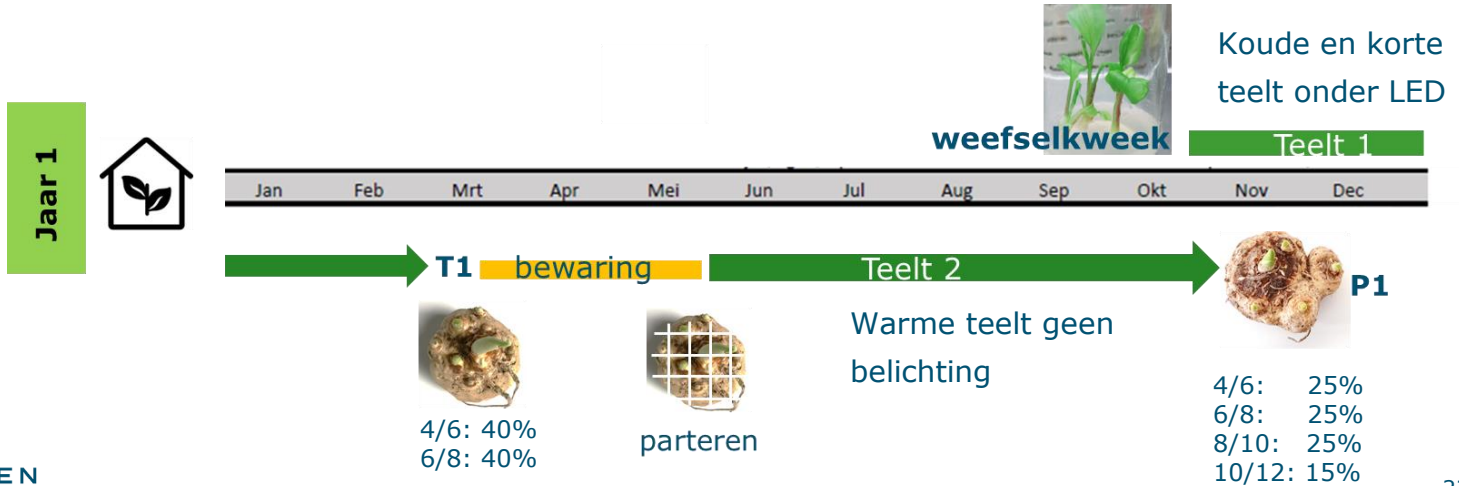 Koude en korte
teelt onder LED
weefselkweek
Teelt 1
Jaar 1
Jan Feb Mrt Apr Mei Jun Jul Aug Sep Okt Nov Dec
T1 bewaring Teelt 2
P1
Warme teelt geen
belichting
4/6: 40%
6/8: 40%
parteren
4/6: 25%
6/8: 25%
8/10: 25%
10/12: 15%
EN